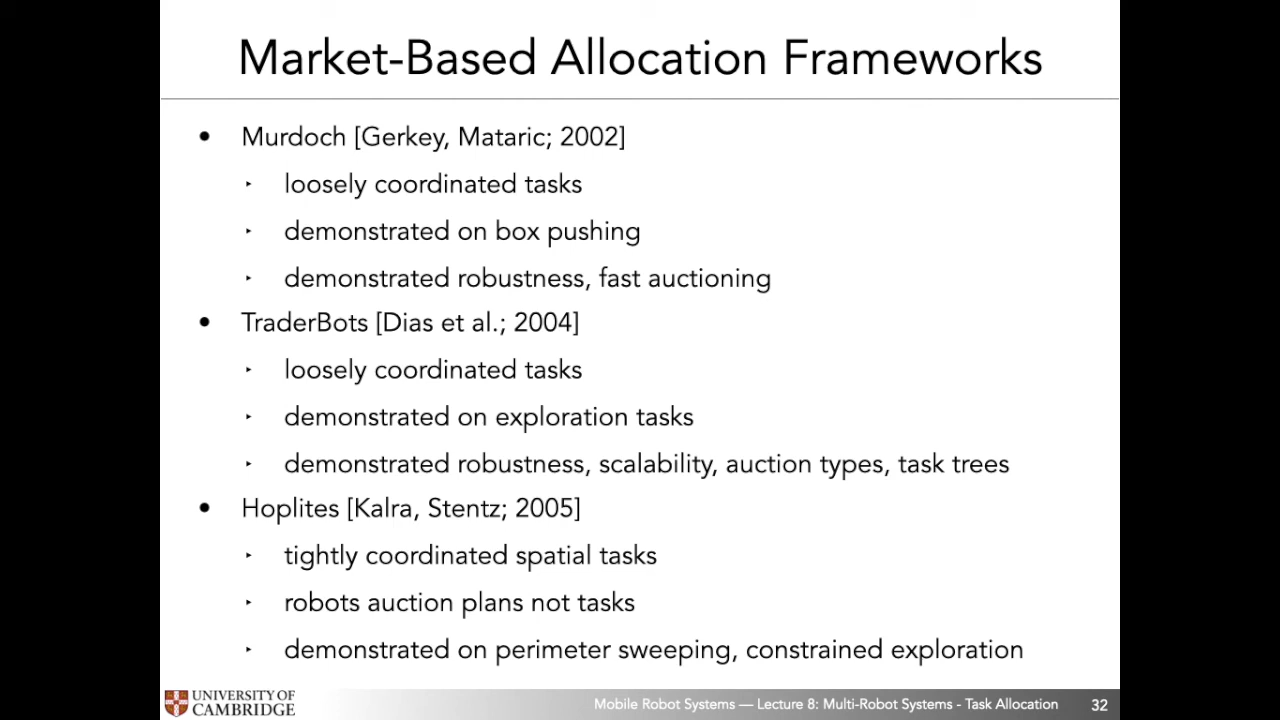 Market-Based Allocation Frameworks
• Murdoch [Gerkey, Mataric; 2002]
‣ loosely coordinated tasks
‣ demonstrated on box pushing
‣ demonstrated robustness, fast auctioning
• TraderBots [Dias et al.; 2004]
‣ loosely coordinated tasks
‣ demonstrated on exploration tasks
‣ demonstrated robustness, scalability, auction types, task trees
• Hoplites [Kalra, Stentz; 2005]
‣ tightly coordinated spatial tasks
‣ robots auction plans not tasks
‣ demonstrated on perimeter sweeping, constrained exploration
UNIVERSITY OF
CAMBRIDGE
Mobile Robot Systems — Lecture 8: Multi-Robot Systems - Task Allocation 32